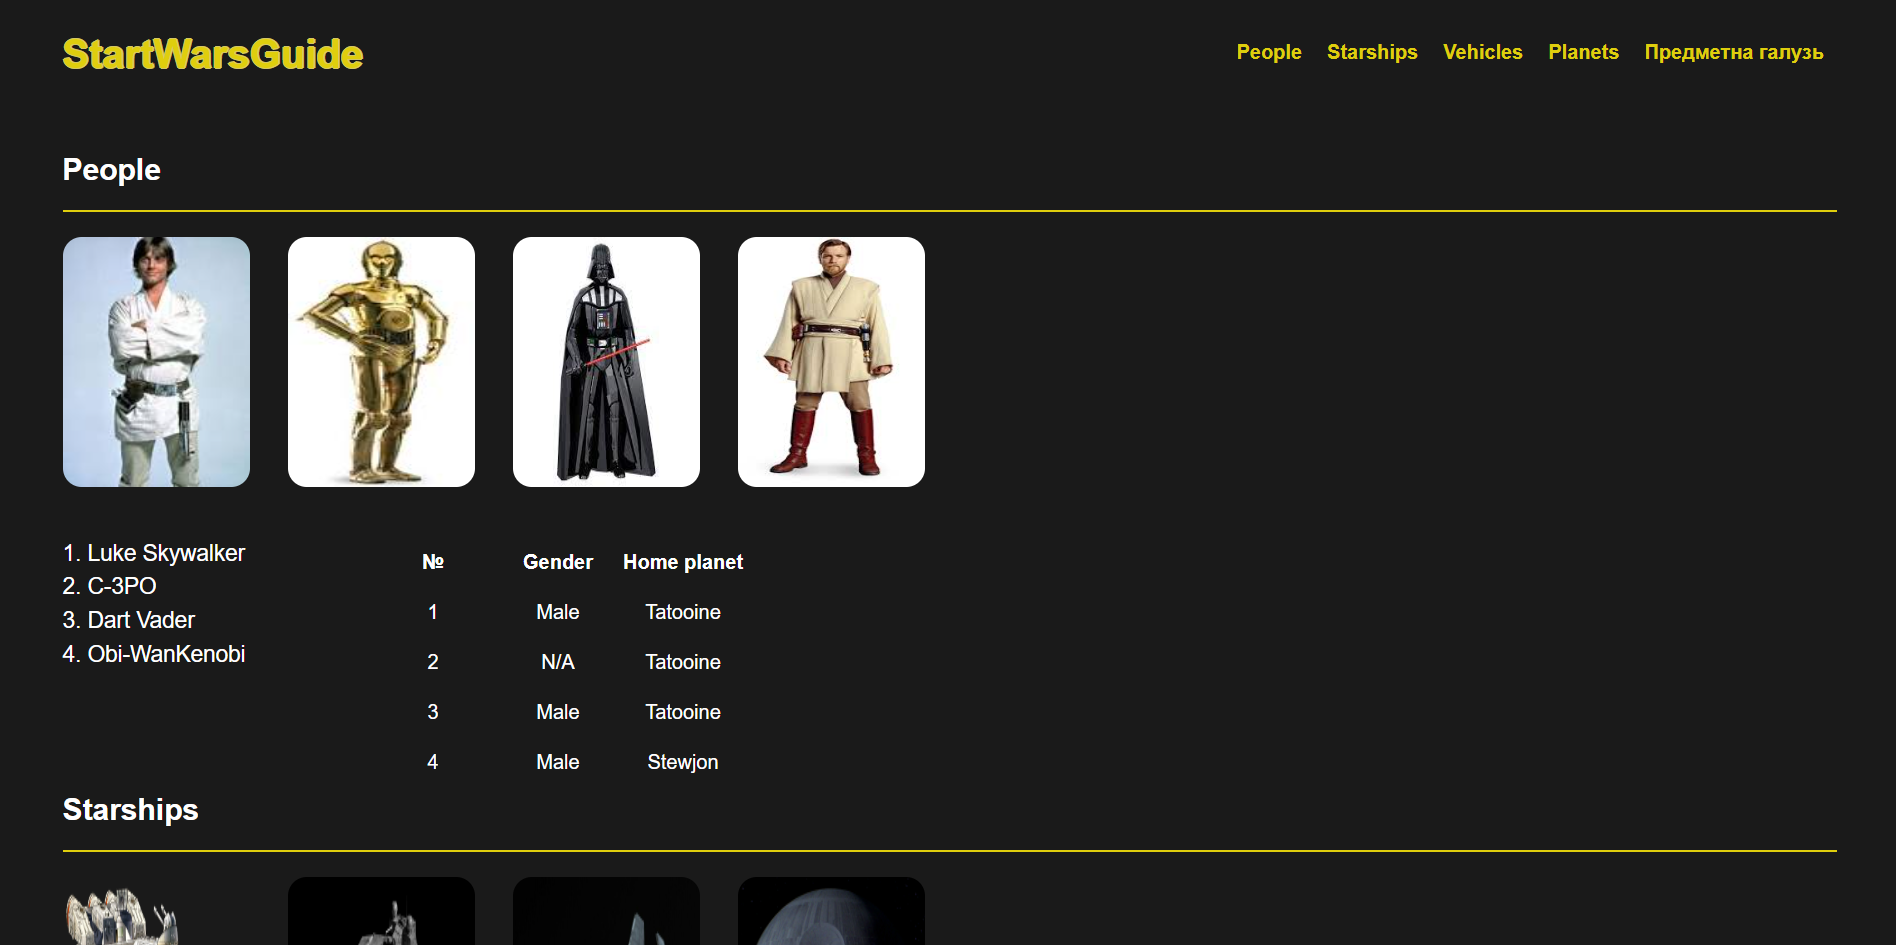 StartWarsGuide
People Starships Vehicles Planets Предметна галузь
People
1. Luke Skywalker
2. C-3PO
3. Dart Vader
4. Obi-WanKenobi
№ Gender Home planet
1 Male Tatooine
2 N/A Tatooine
3 Male Tatooine
4 Male Stewjon
Starships